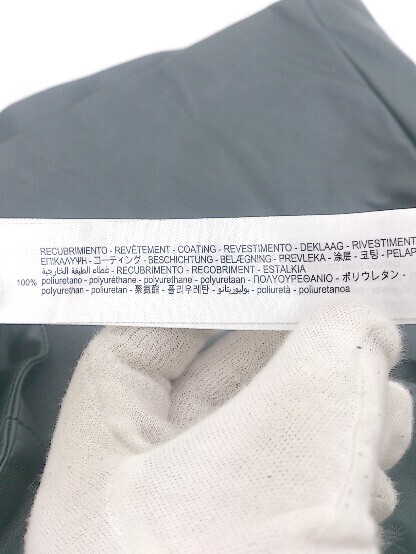 RECUBRIMIENTO - REVÊTEMENT - COATING - REVESTIMENTO - DEKLAAG - RIVESTIMENT
ΕΠΙΚΑΛΥΨΗ - コーティング - BESCHICHTUNG - BELÆGNING - PREVLEKA - 涂层 - 코팅 - PELAP
غطاء الطبقة الخارجية - RECUBRIMENTO - RECOBRIMENT - ESTALKIA
100% poliuretano - polyuréthane - polyurethane - poliuretano - polyurethaan - ΠΟΛΥΟΥΡΕΘΑΝΙΟ - ポリウレタン -
polyurethan - poliuretan - 聚氨酯 - 폴리우레탄 - بوليوريتانو - poliuretà - poliuretanoa